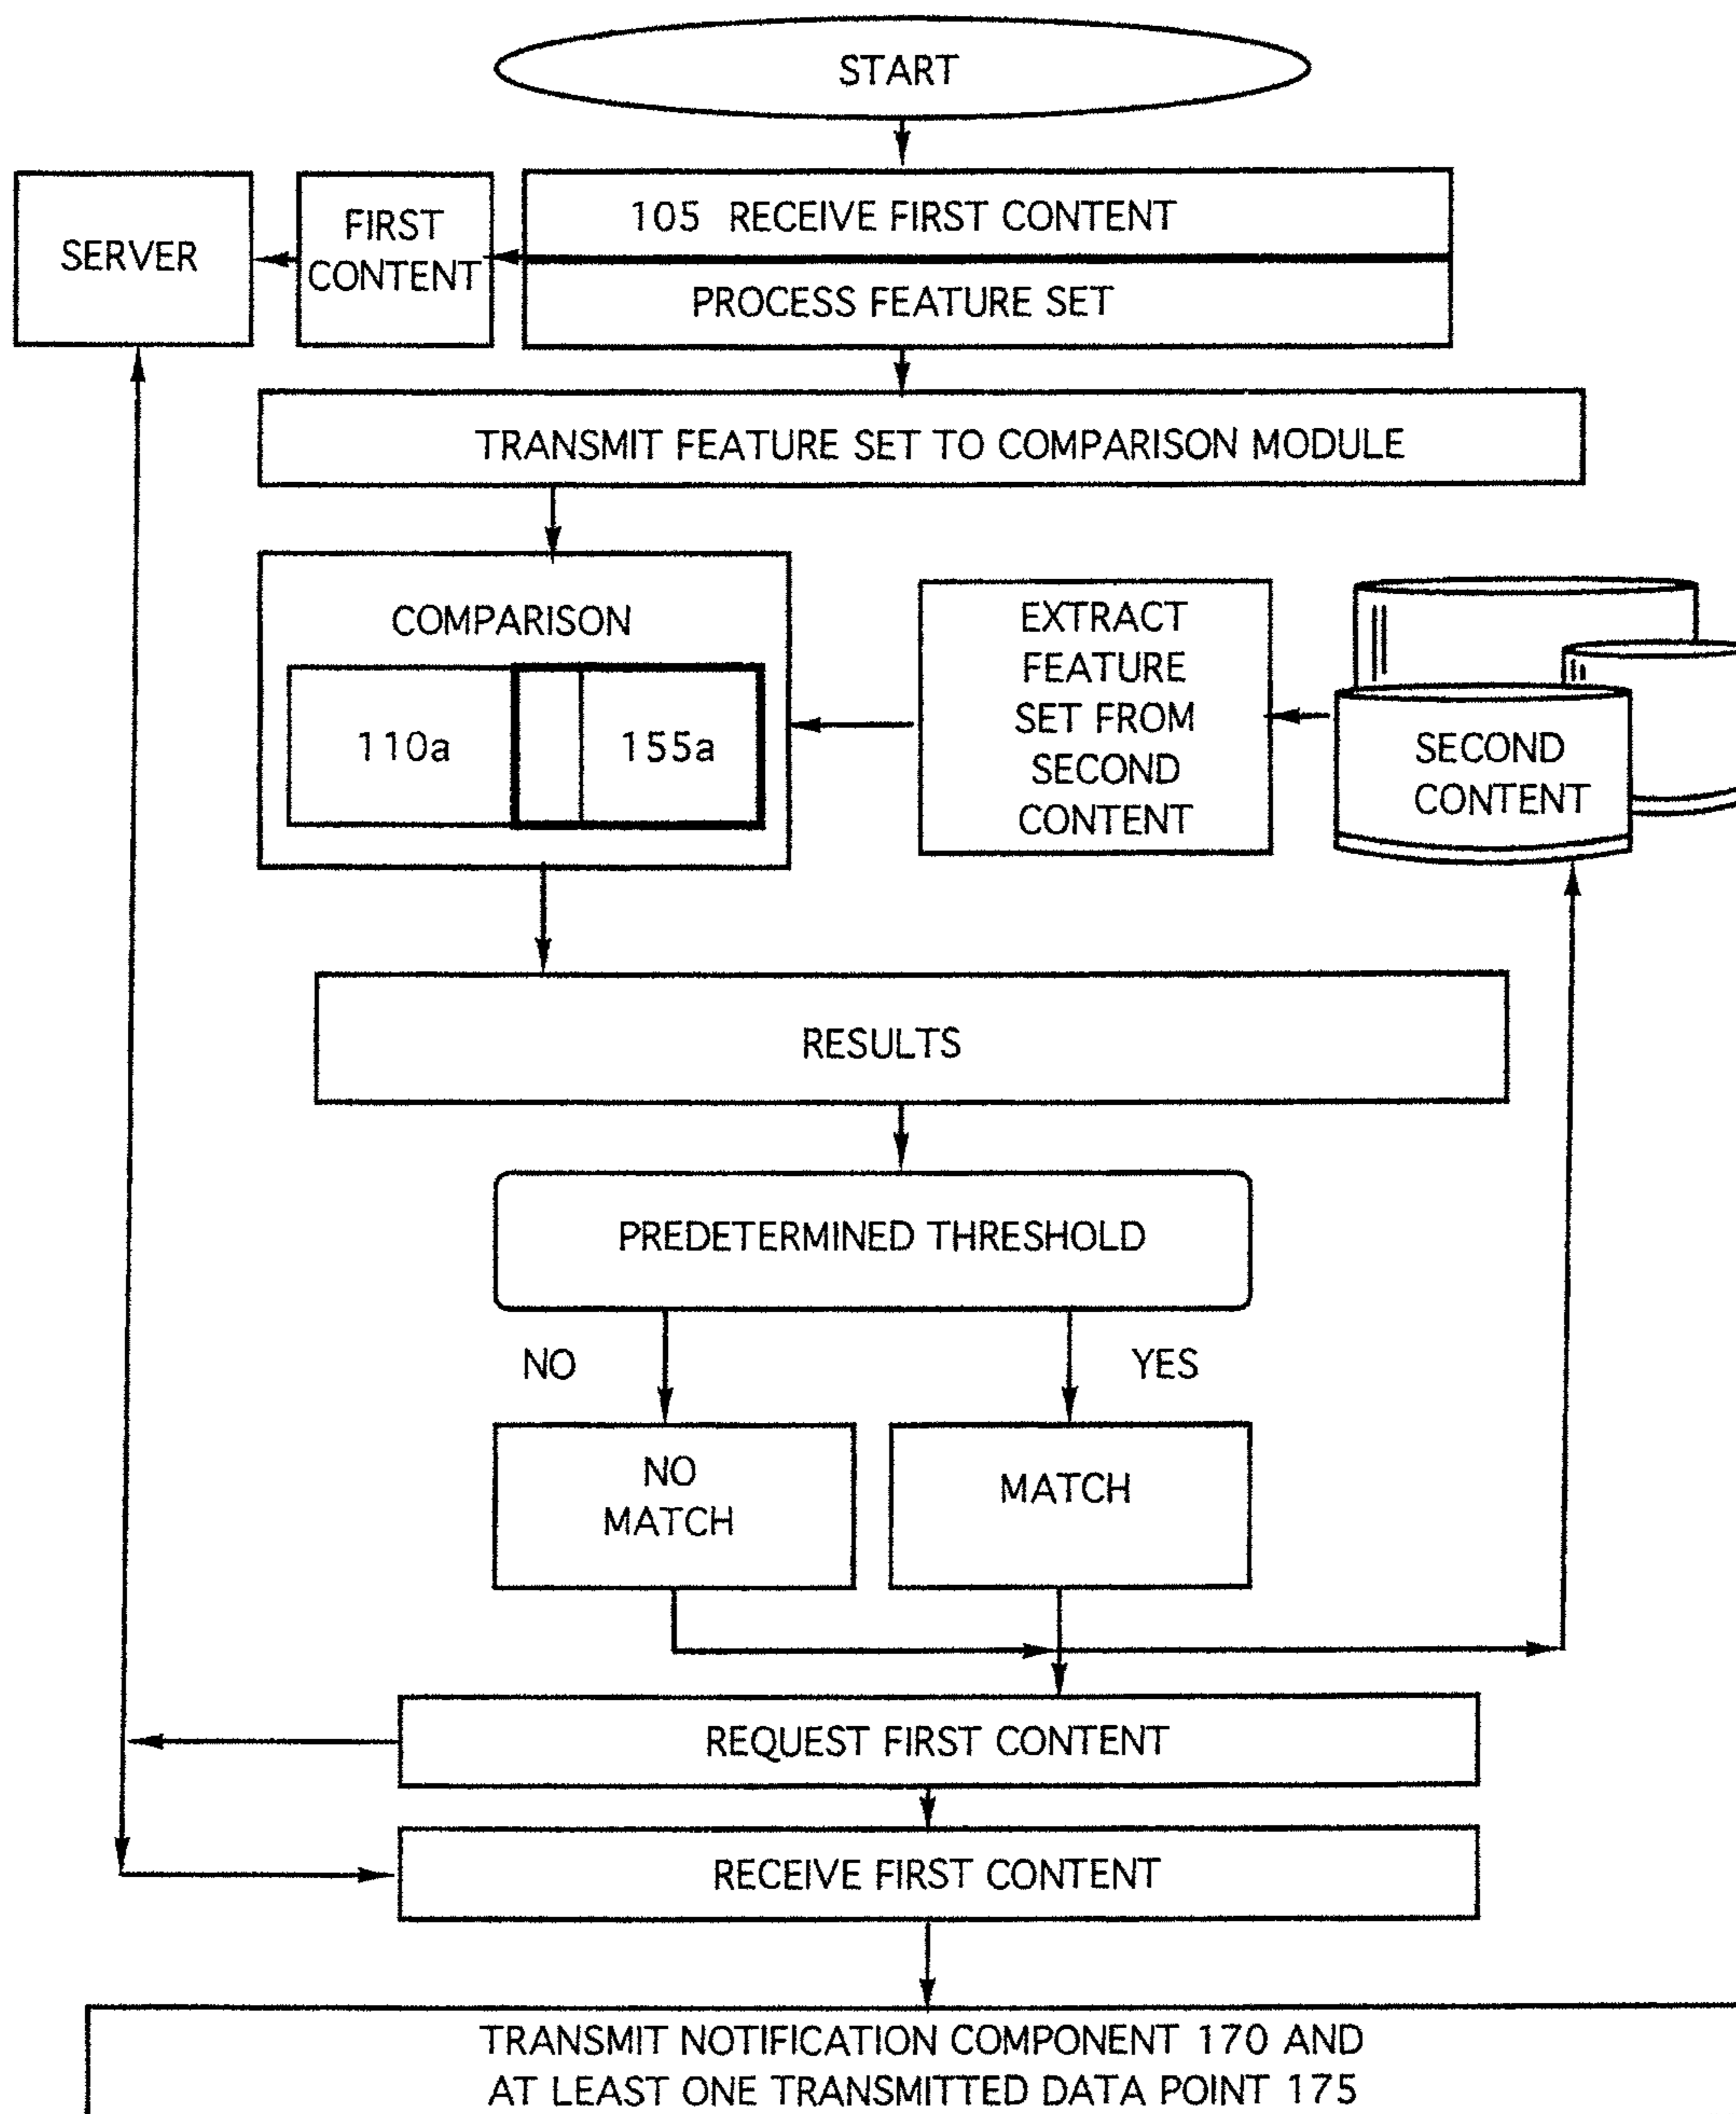 START
105 RECEIVE FIRST CONTENT
PROCESS FEATURE SET
FIRST
CONTENT
SERVER
TRANSMIT FEATURE SET TO COMPARISON MODULE
COMPARISON
110a
155a
EXTRACT
FEATURE
SET FROM
SECOND
CONTENT
SECOND
CONTENT
RESULTS
PREDETERMINED THRESHOLD
NO
YES
NO
MATCH
MATCH
REQUEST FIRST CONTENT
RECEIVE FIRST CONTENT
TRANSMIT NOTIFICATION COMPONENT 170 AND
AT LEAST ONE TRANSMITTED DATA POINT 175